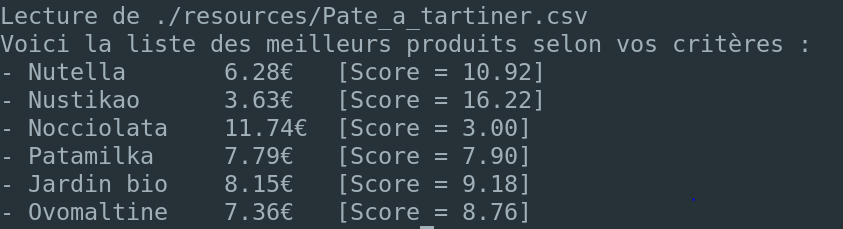 Lecture de ./resources/Pate_a_tartiner.csv
Voici la liste des meilleurs produits selon vos critères :
- Nutella       6.28€   [Score = 10.92]
- Nustikao      3.63€   [Score = 16.22]
- Nocciolata    11.74€  [Score = 3.00]
- Patamilka     7.79€   [Score = 7.90]
- Jardin bio    8.15€   [Score = 9.18]
- Ovomaltine    7.36€   [Score = 8.76]